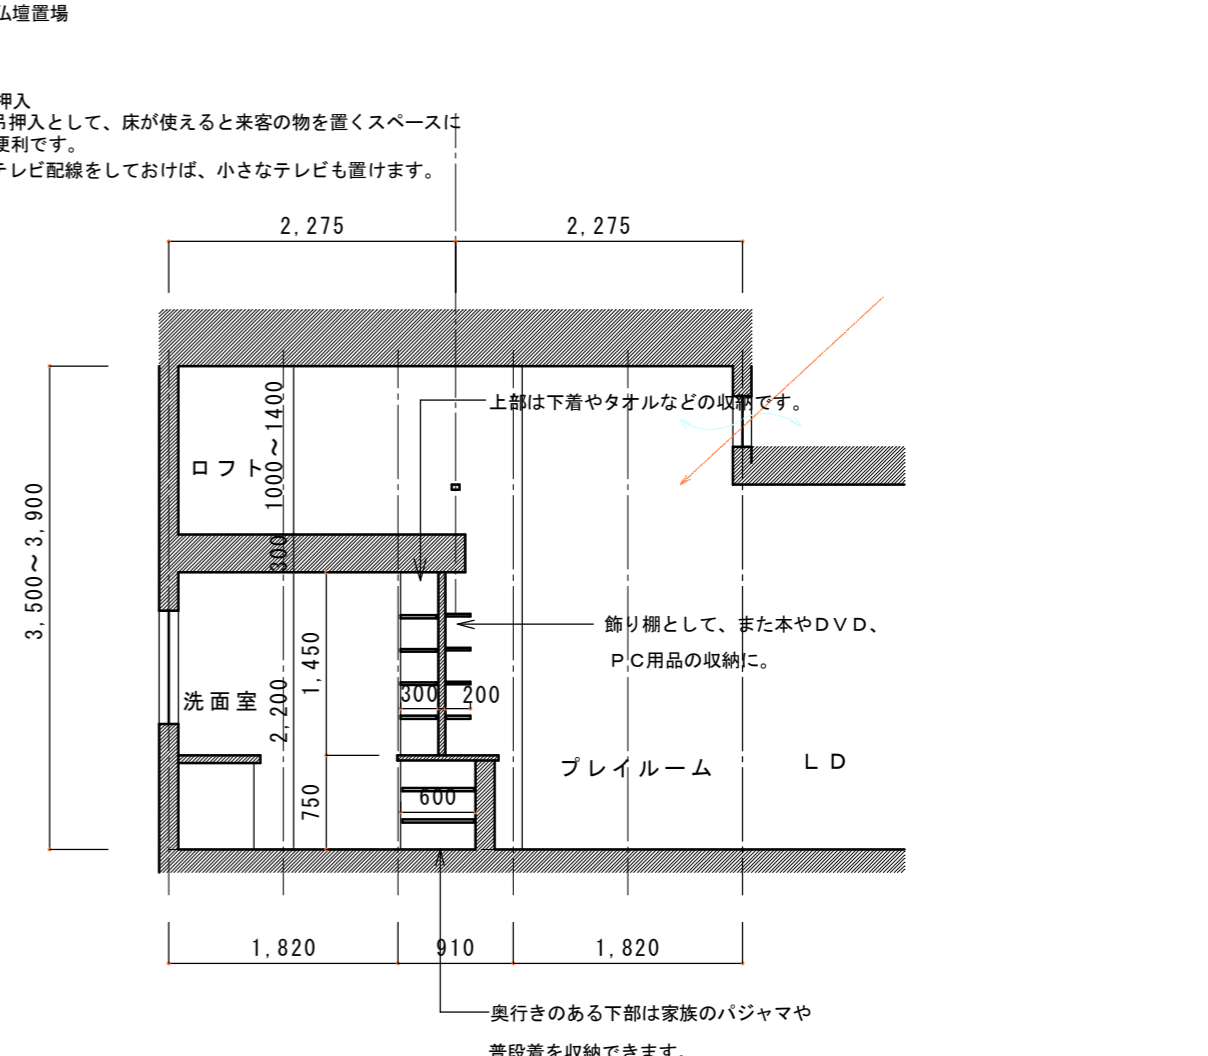 仏壇置場
押入
吊押入として、床が使えると来客の物を置くスペースに
便利です。
テレビ配線をしておけば、小さなテレビも置けます。
2,275
2,275
上部は下着やタオルなどの収納です。
ロフト
1000～1400
3,500～3,900
300
飾り棚として、また本やＤＶＤ、
ＰＣ用品の収納に。
1,450
300
200
洗面室
2,200
プレイルーム
ＬＤ
750
600
1,820
910
1,820
奥行きのある下部は家族のパジャマや
普段着を収納できます。